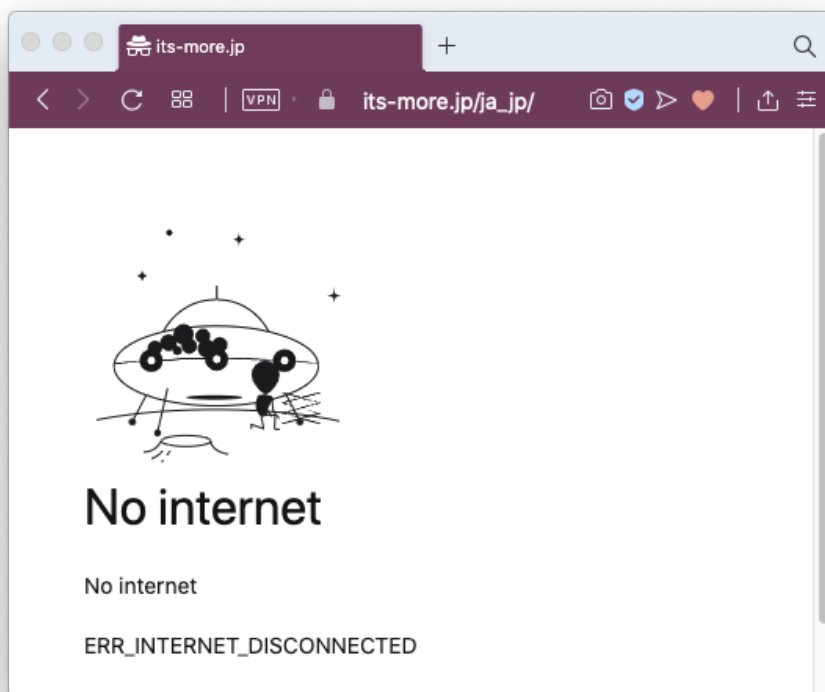 its-more.jp
VPN
its-more.jp/ja_jp/
No internet
No internet
ERR_INTERNET_DISCONNECTED